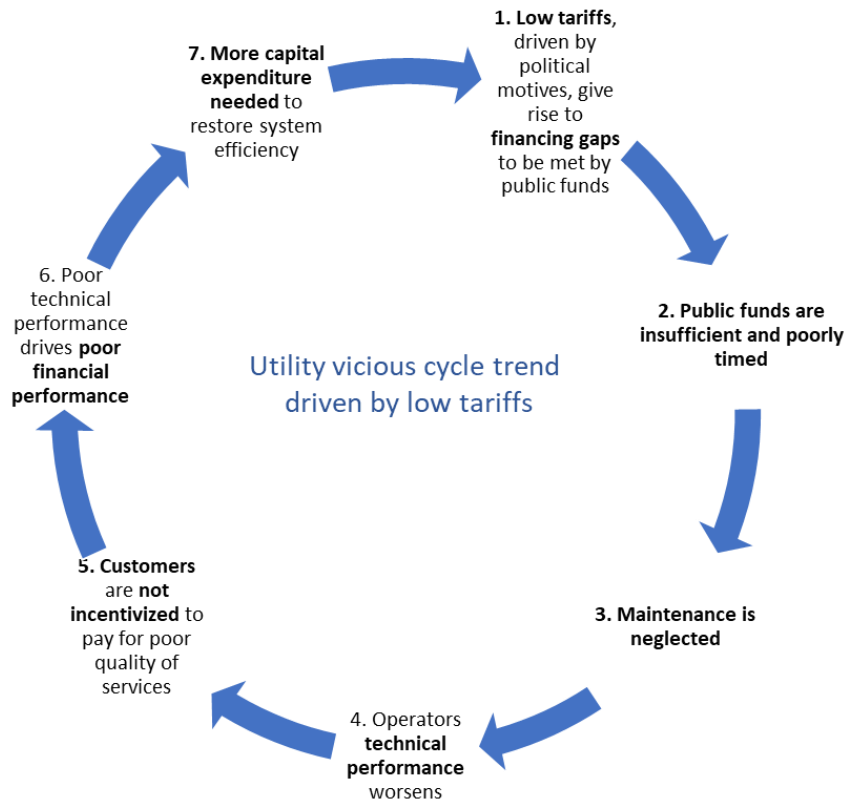 1. Low tariffs,
driven by
political
motives, give
rise to
financing gaps
to be met by
public funds
2. Public funds are
insufficient and poorly
timed
3. Maintenance is
neglected
4. Operators
technical
performance
worsens
5. Customers
are not
incentivized to
pay for poor
quality of
services
6. Poor
technical
performance
drives poor
financial
performance
7. More capital
expenditure
needed to
restore system
efficiency
Utility vicious cycle trend
driven by low tariffs